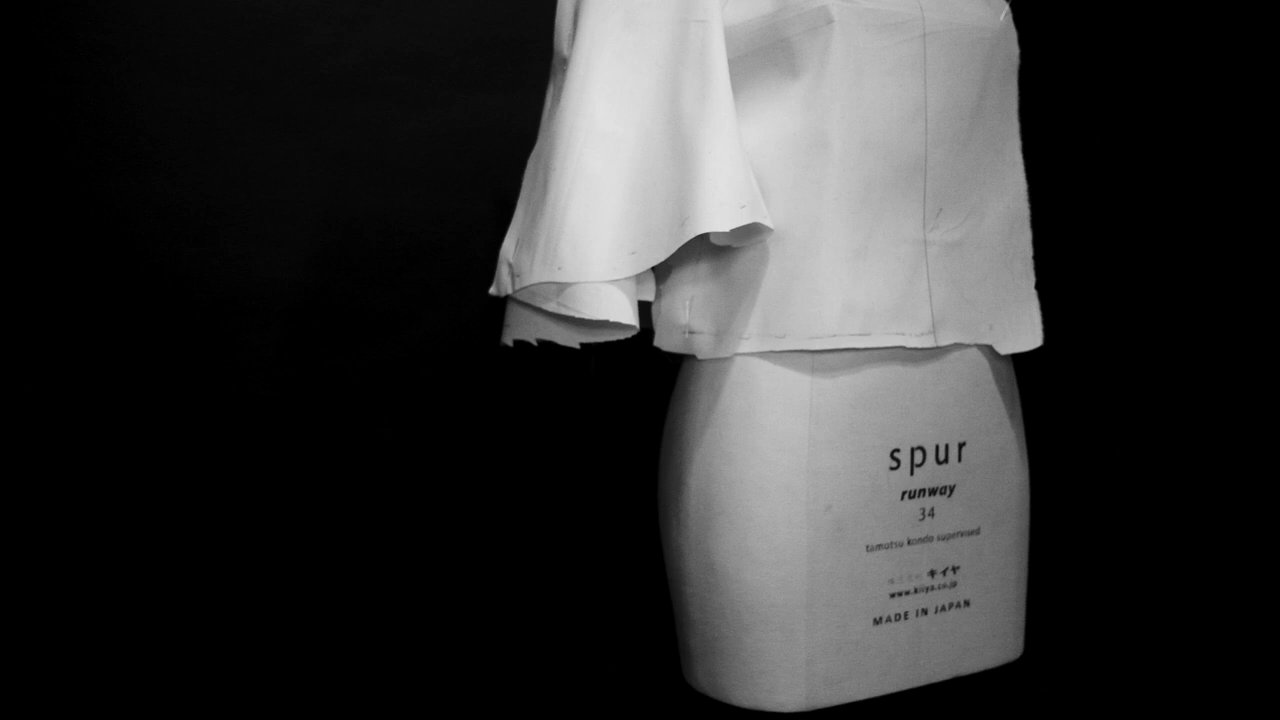 spur
runway
34
tamotsu kondo supervised
キイヤ
www.kiiya.co.jp
MADE IN JAPAN